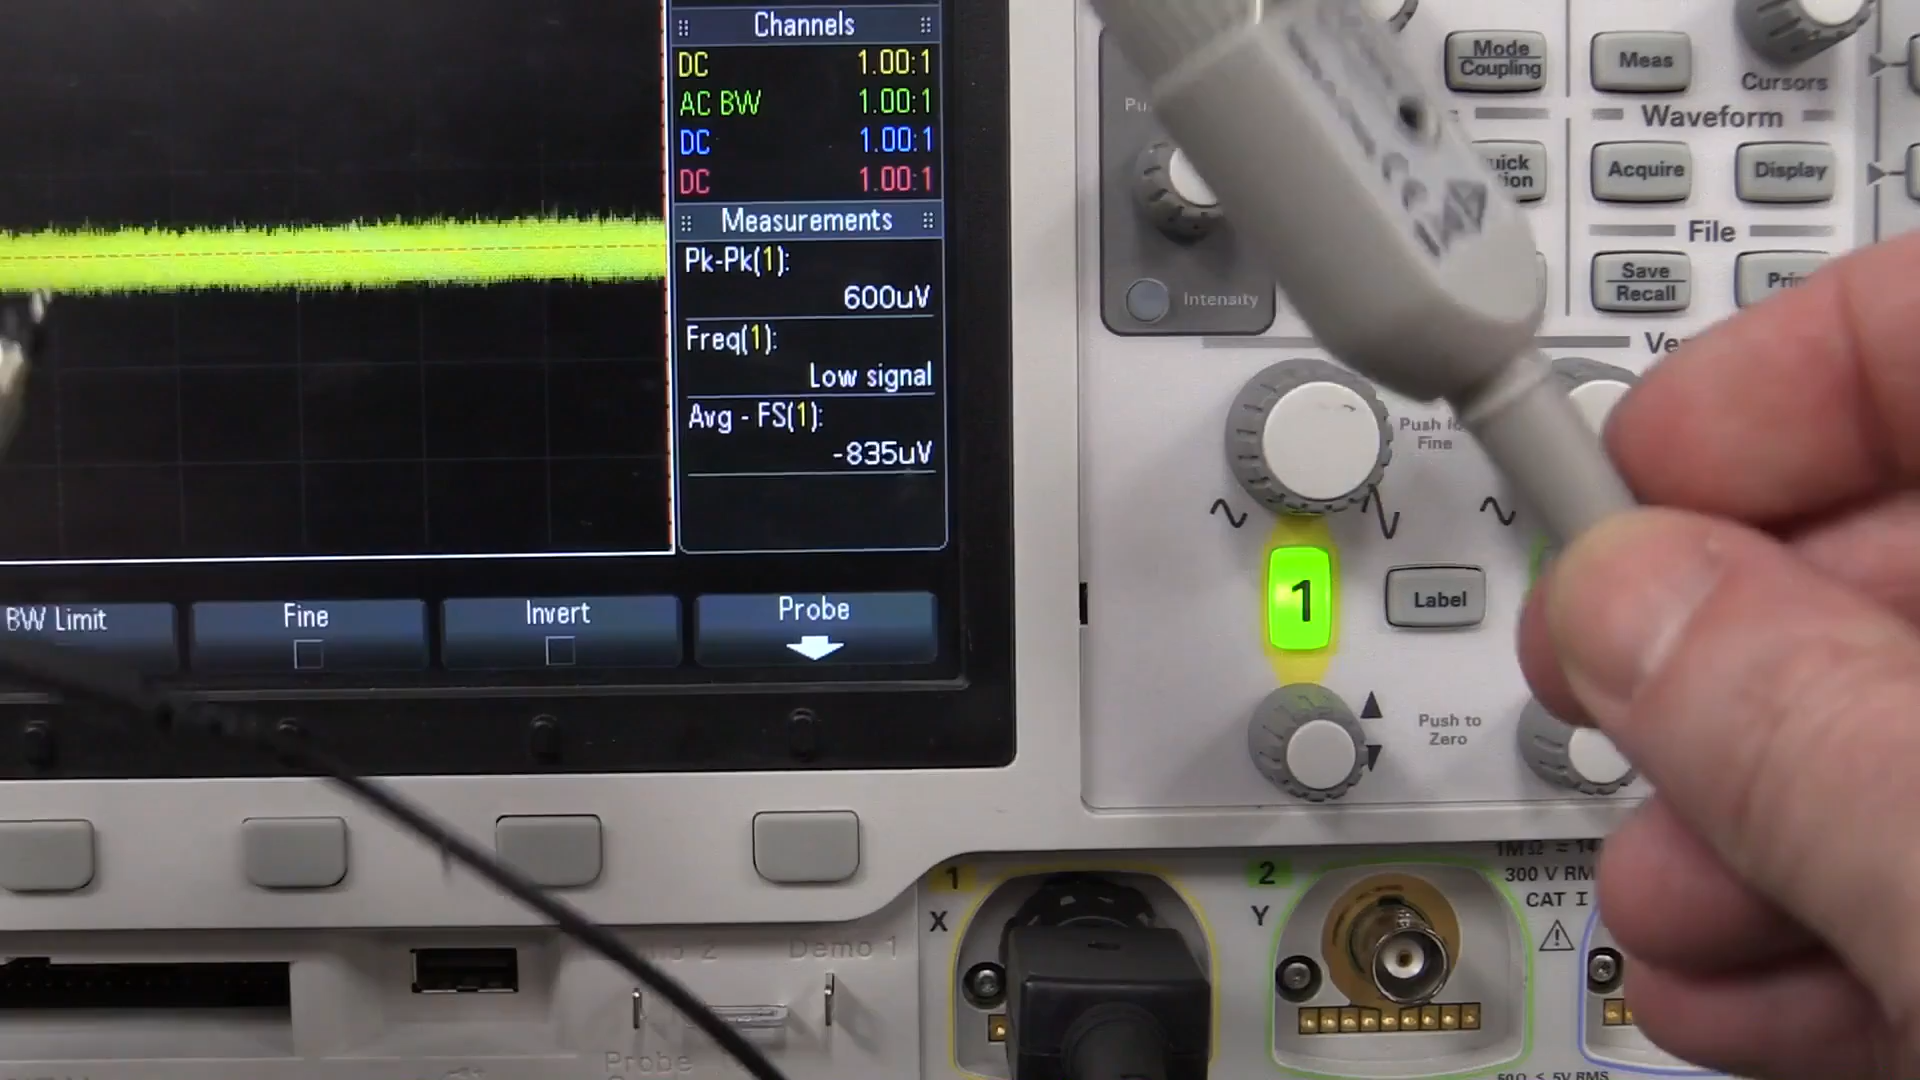 Channels
DC 1.00:1
AC BW 1.00:1
DC 1.00:1
DC 1.00:1
Measurements
Pk-Pk(1):
600uV
Freq(1):
Low signal
Avg - FS(1):
-835uV
BW Limit
Fine
Invert
Probe
Mode
Coupling
Meas
Cursors
Waveform
Acquire
Display
File
Save
Recall
Intensity
Push
Fine
1
Label
Push to
Zero
1
X
2
Y
300 V RM
CAT I
Demo 1
Probe
50Ω ≤ 5V RMS